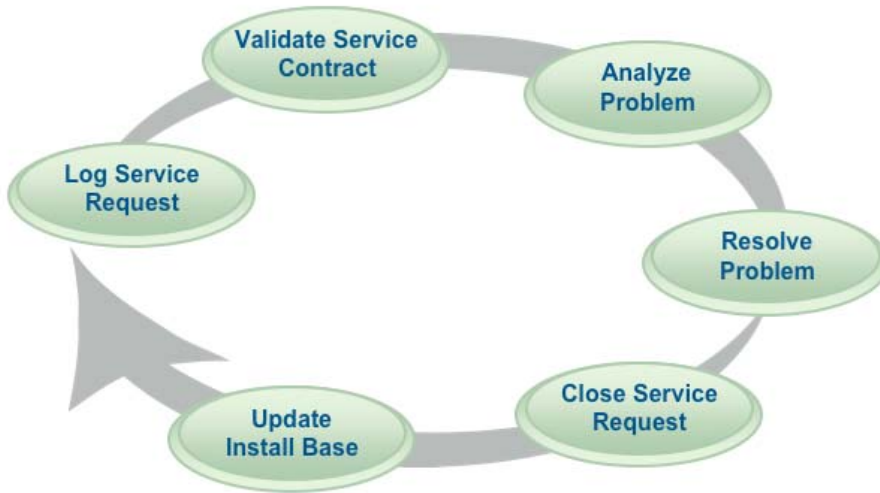 Validate Service
Contract
Analyze
Problem
Log Service
Request
Resolve
Problem
Close Service
Request
Update
Install Base